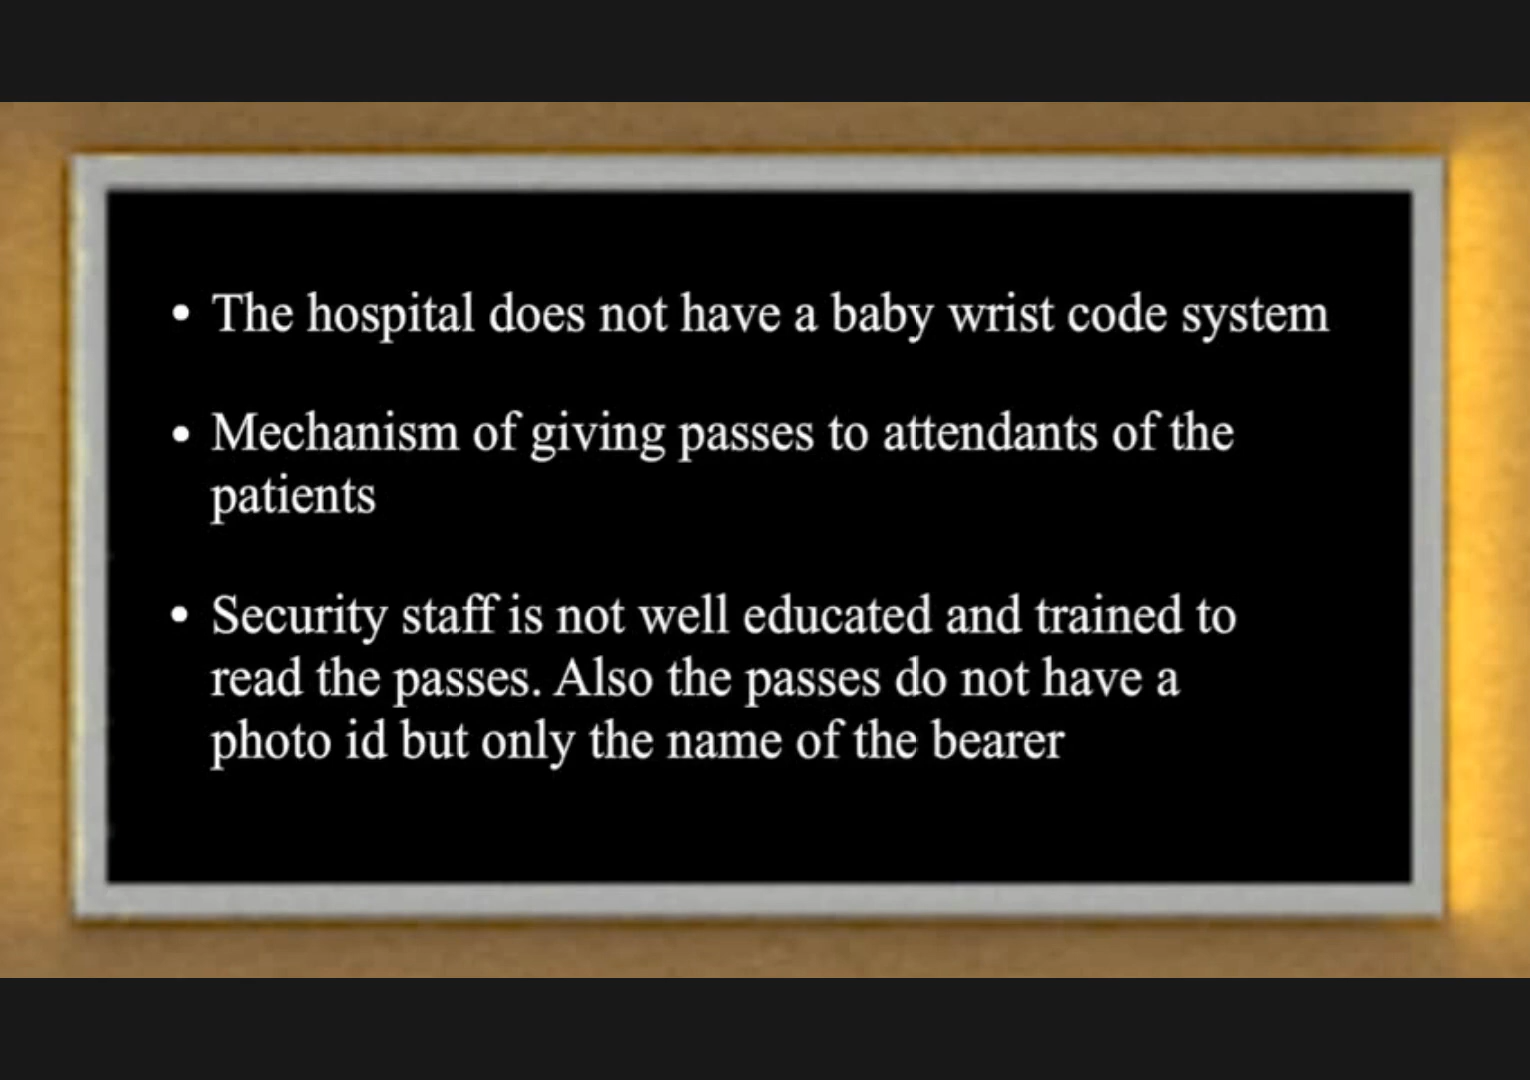 • The hospital does not have a baby wrist code system
• Mechanism of giving passes to attendants of the
patients
• Security staff is not well educated and trained to
read the passes. Also the passes do not have a
photo id but only the name of the bearer